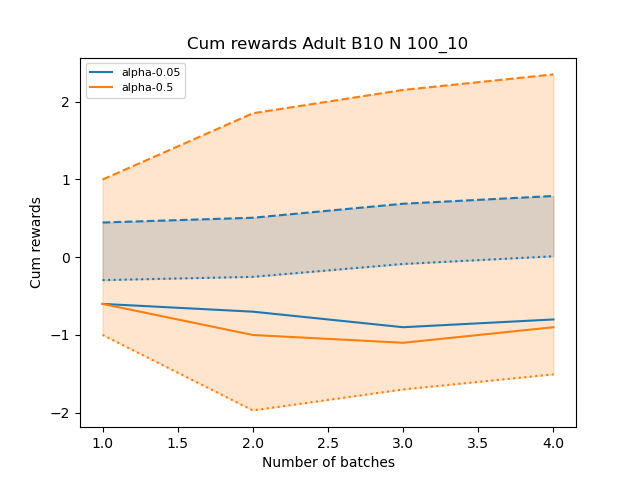 Cum rewards Adult B10 N 100_10
alpha-0.05
alpha-0.5
2
1
0
−1
−2
Cum rewards
1.0 1.5 2.0 2.5 3.0 3.5 4.0
Number of batches